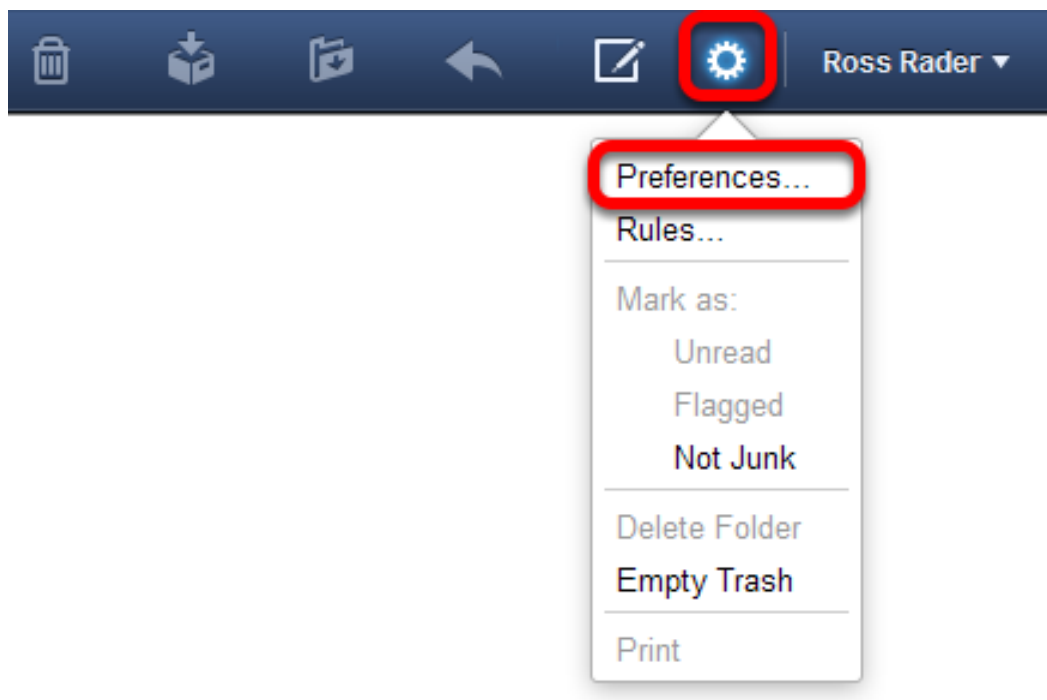 Ross Rader
Preferences...
Rules...
Mark as:
Unread
Flagged
Not Junk
Delete Folder
Empty Trash
Print